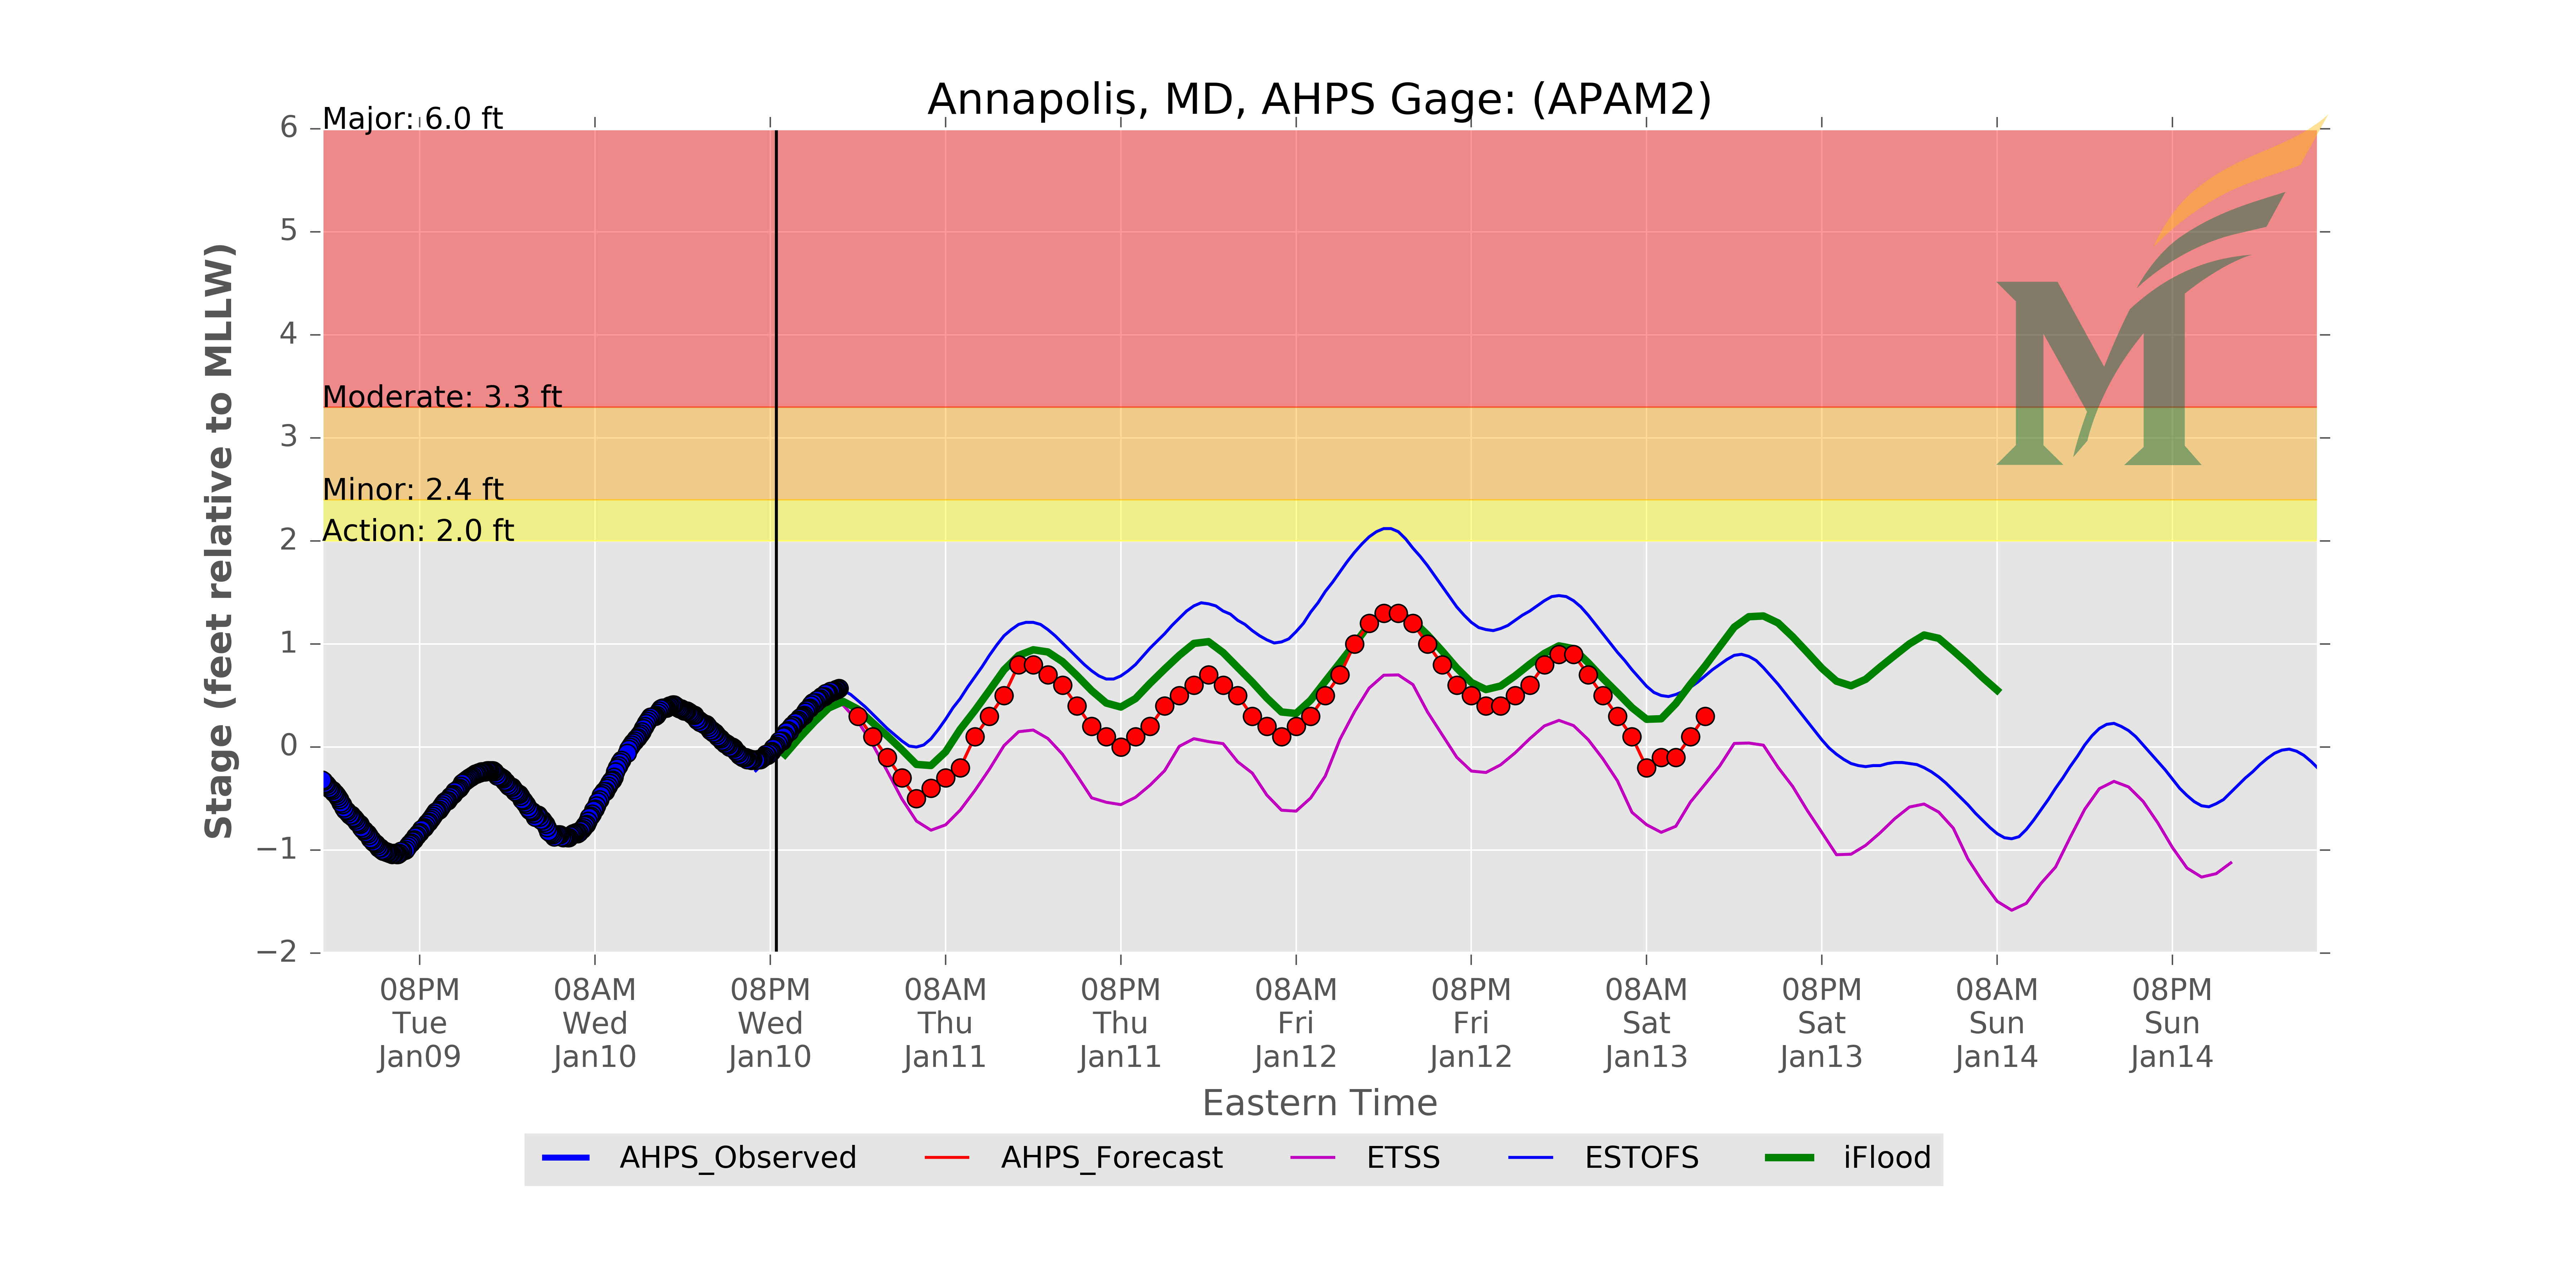 Annapolis, MD, AHPS Gage: (APAM2)
Major: 6.0 ft
Moderate: 3.3 ft
Minor: 2.4 ft
Action: 2.0 ft
6
5
4
3
2
1
0
−1
−2
Stage (feet relative to MLLW)
08PM 08AM 08PM 08AM 08PM 08AM 08PM 08AM 08PM 08AM 08PM
Tue Wed Wed Thu Thu Fri Fri Sat Sat Sun Sun
Jan09 Jan10 Jan10 Jan11 Jan11 Jan12 Jan12 Jan13 Jan13 Jan14 Jan14
Eastern Time
AHPS_Observed AHPS_Forecast ETSS ESTOFS iFlood
M